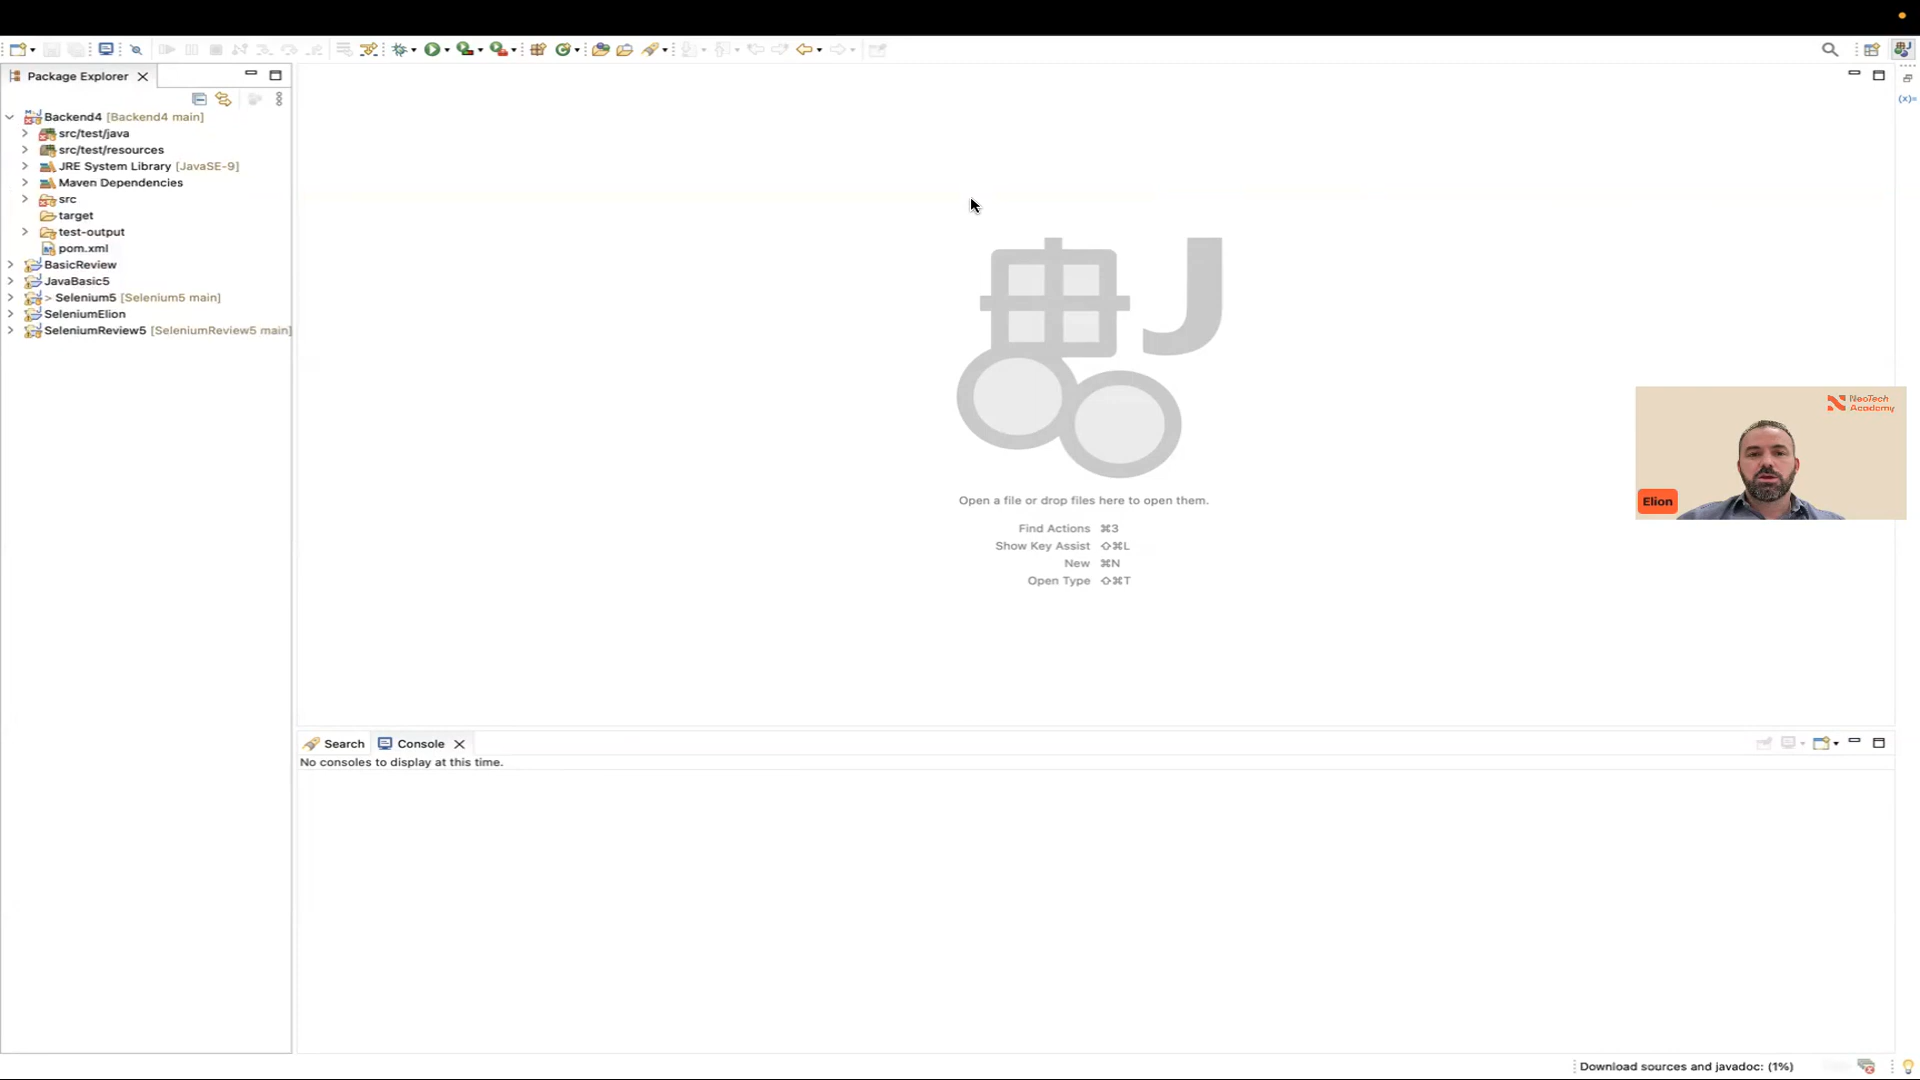 Package Explorer
Backend4 [Backend4 main]
src/test/java
src/test/resources
JRE System Library [JavaSE-9]
Maven Dependencies
src
target
test-output
pom.xml
BasicReview
JavaBasic5
> Selenium5 [Selenium5 main]
SeleniumElion
SeleniumReview5 [SeleniumReview5 main]
(x)=
J
Open a file or drop files here to open them.
Find Actions ⌘3
Show Key Assist ⇧⌘L
New ⌘N
Open Type ⇧⌘T
NeoTech
Academy
Elion
Search
Console
No consoles to display at this time.
Download sources and javadoc: (1%)